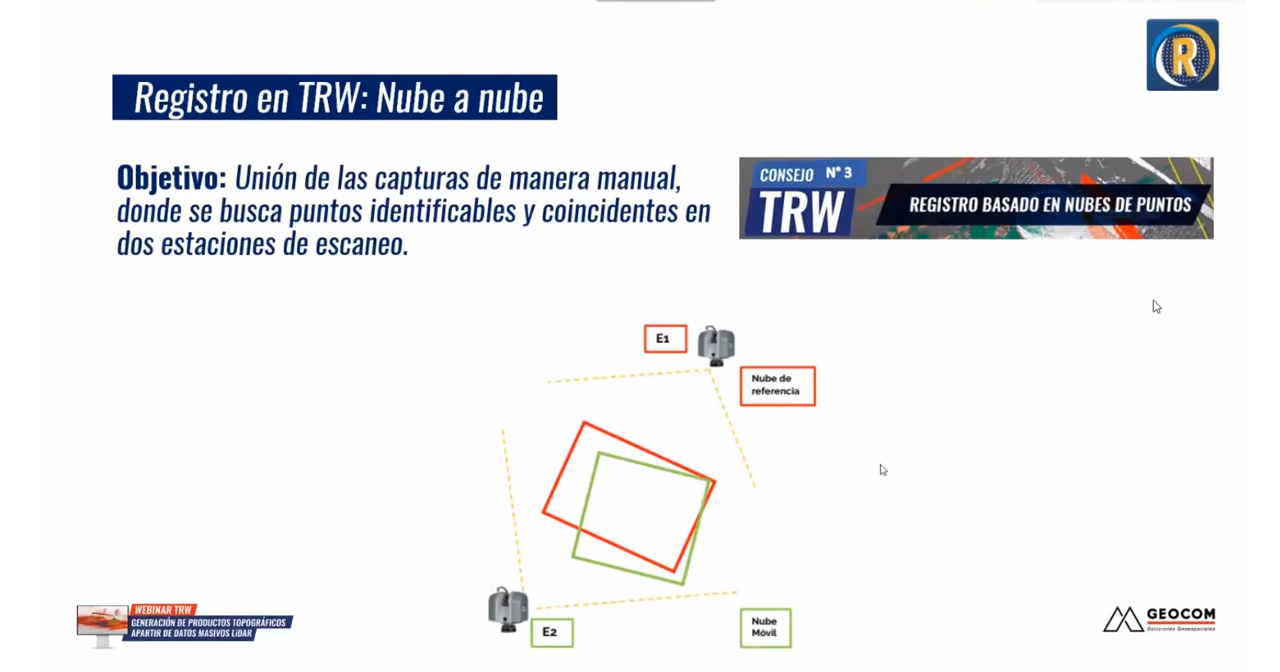 R
Registro en TRW: Nube a nube
Objetivo: Unión de las capturas de manera manual,
donde se busca puntos identificables y coincidentes en
dos estaciones de escaneo.
CONSEJO N° 3
TRW
REGISTRO BASADO EN NUBES DE PUNTOS
E1
Nube de
referencia
E2
Nube
Móvil
WEBINAR TRW
GENERACIÓN DE PRODUCTOS TOPOGRÁFICOS
APARTIR DE DATOS MASIVOS LiDAR
GEOCOM
Soluciones Geoespaciales